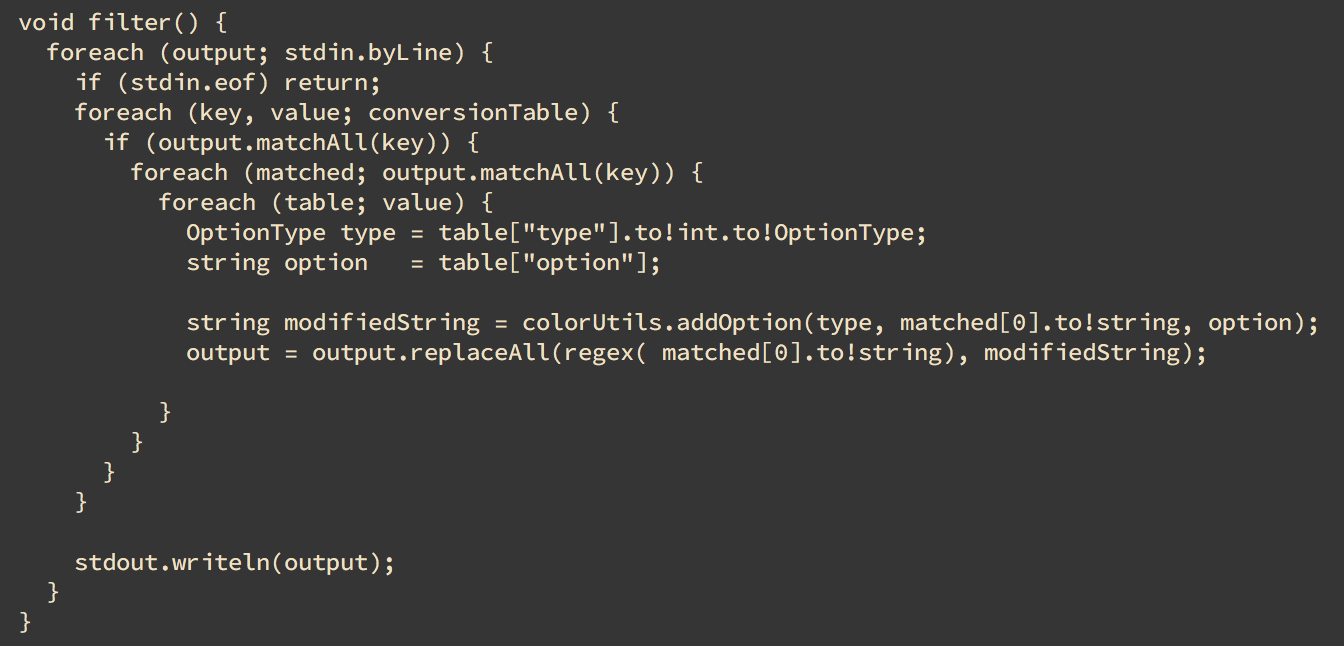 void filter() {
  foreach (output; stdin.byLine) {
    if (stdin.eof) return;
    foreach (key, value; conversionTable) {
      if (output.matchAll(key)) {
        foreach (matched; output.matchAll(key)) {
          foreach (table; value) {
            OptionType type = table["type"].to!int.to!OptionType;
            string option   = table["option"];

            string modifiedString = colorUtils.addOption(type, matched[0].to!string, option);
            output = output.replaceAll(regex( matched[0].to!string), modifiedString);

          }
        }
      }
    }

    stdout.writeln(output);
  }
}